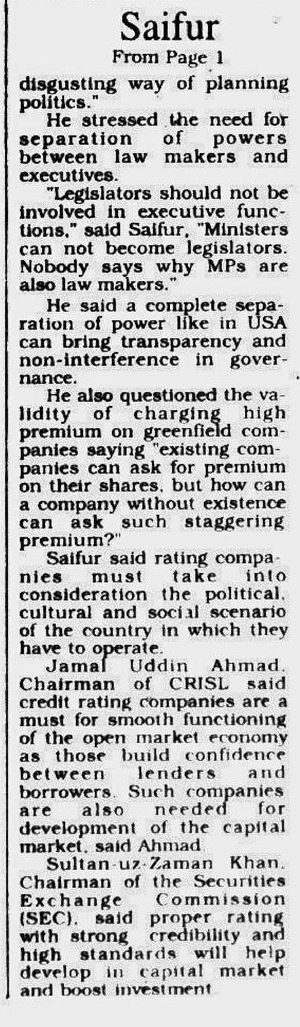 Saifur
From Page 1
disgusting way of planning
politics."
He stressed the need for
separation of powers
between law makers and
executives.
"Legislators should not be
involved in executive func-
tions," said Saifur, "Ministers
can not become legislators.
Nobody says why MPs are
also law makers."
He said a complete sepa-
ration of power like in USA
can bring transparency and
non-interference in gover-
nance.
He also questioned the va-
lidity of charging high
premium on greenfield com-
panies saying "existing com-
panies can ask for premium
on their shares, but how can
a company without existence
can ask such staggering
premium?"
Saifur said rating compa-
nies must take into
consideration the political,
cultural and social scenario
of the country in which they
have to operate.
Jamal Uddin Ahmad,
Chairman of CRISL said
credit rating companies are a
must for smooth functioning
of the open market economy
as those build confidence
between lenders and
borrowers. Such companies
are also needed for
development of the capital
market, said Ahmad.
Sultan-uz-Zaman Khan,
Chairman of the Securities
Exchange Commission
(SEC), said proper rating
with strong credibility and
high standards will help
develop in capital market
and boost investment